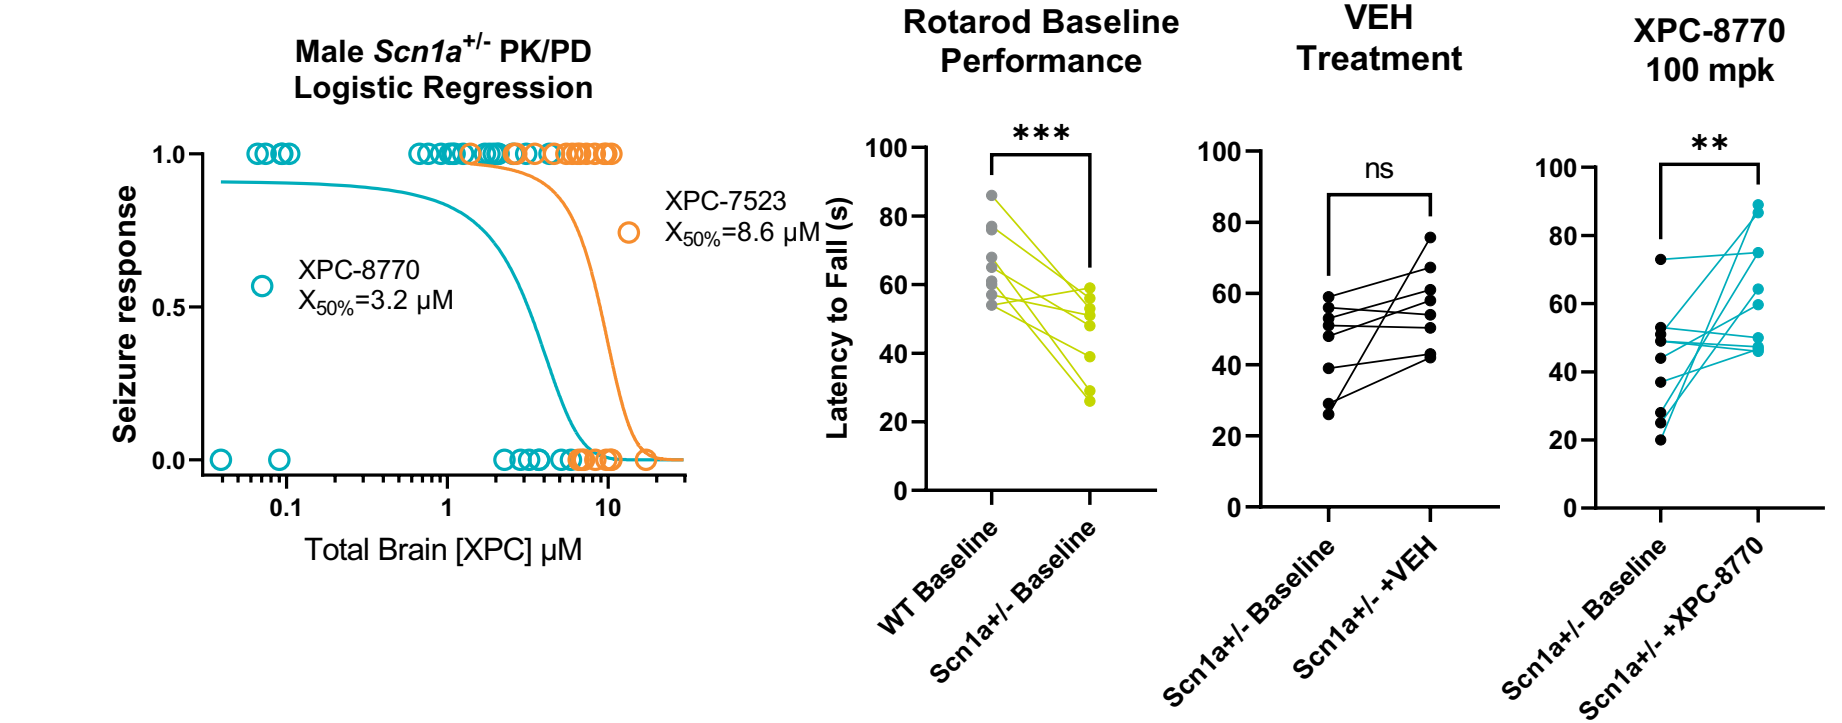 Male Scn1a+/- PK/PD
Logistic Regression
Seizure response
1.0
0.5
0.0
XPC-8770
X50%=3.2 µM
XPC-7523
X50%=8.6 µM
0.1
1
10
Total Brain [XPC] µM
Rotarod Baseline
Performance
Latency to Fall (s)
100
80
60
40
20
0
***
WT Baseline
Scn1a+/- Baseline
VEH
Treatment
100
80
60
40
20
0
ns
Scn1a+/- Baseline
Scn1a+/- +VEH
XPC-8770
100 mpk
100
80
60
40
20
0
**
Scn1a+/- Baseline
Scn1a+/- +XPC-8770